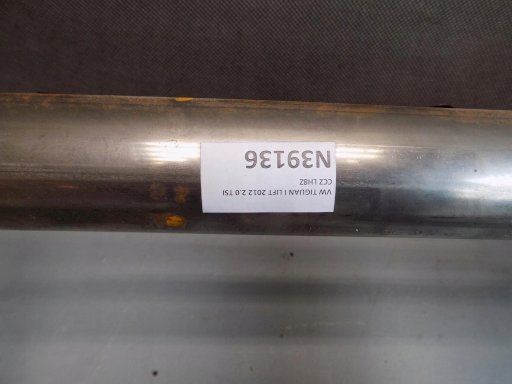 VW TIGUAN I LIFT 2012 2.0 TSI
CCZ LH8Z
N39136